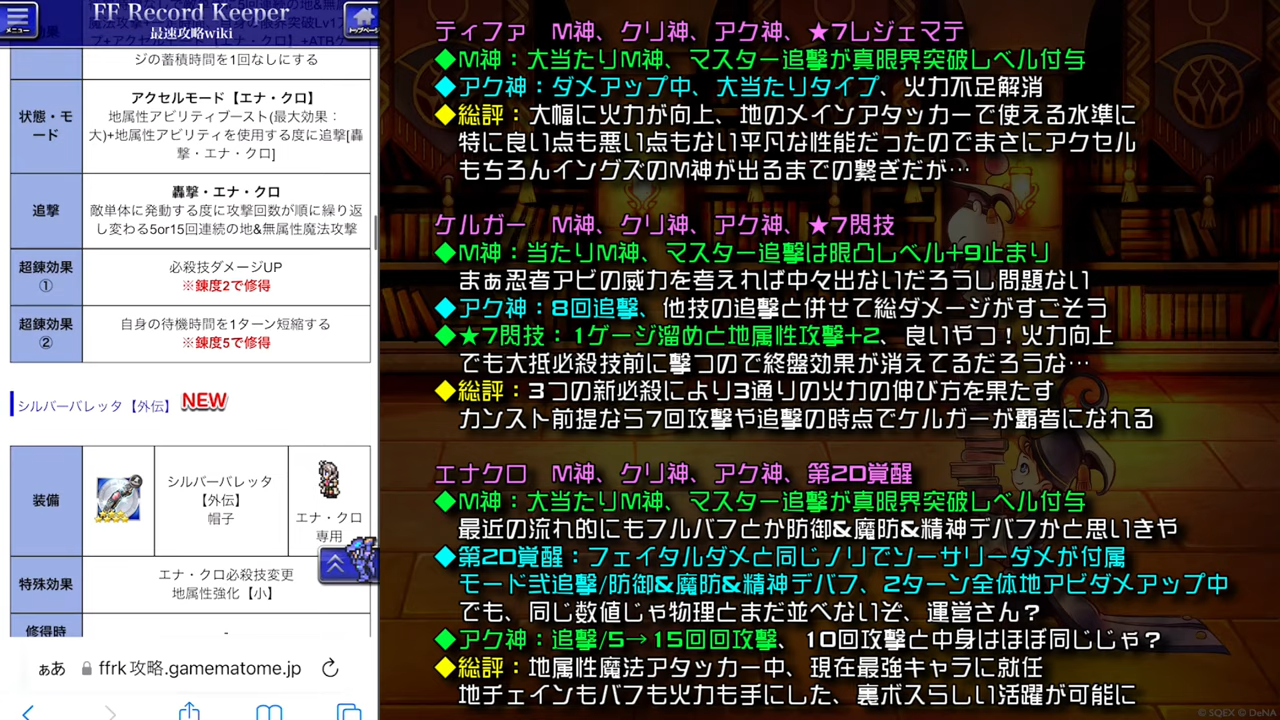 メニュー
FF Record Keeper
最速攻略wiki
トップページ
ジの蓄積時間を1回なしにする
状態・モード
アクセルモード【エナ・クロ】
地属性アビリティブースト(最大効果：
大)+地属性アビリティを使用する度に追撃[轟
撃・エナ・クロ]
追撃
轟撃・エナ・クロ
敵単体に発動する度に攻撃回数が順に繰り返
し変わる5or15回連続の地&無属性魔法攻撃
超錬効果
①
必殺技ダメージUP
※錬度2で修得
超錬効果
②
自身の待機時間を1ターン短縮する
※錬度5で修得
シルバーバレッタ【外伝】 NEW
装備
シルバーバレッタ
【外伝】
帽子
エナ・クロ
専用
特殊効果
エナ・クロ必殺技変更
地属性強化【小】
修得時
-
ぁあ ffrk攻略.gamematome.jp
ティファ M神、クリ神、アク神、★7レジェマテ
◆M神：大当たりM神、マスター追撃が真限界突破レベル付与
◆アク神：ダメアップ中、大当たりタイプ、火力不足解消
◆総評：大幅に火力が向上、地のメインアタッカーで使える水準に
特に良い点も悪い点もない平凡な性能だったのでまさにアクセル
もちろんイングズのM神が出るまでの繋ぎだが…
ケルガー M神、クリ神、アク神、★7閃技
◆M神：当たりM神、マスター追撃は限凸レベル+9止まり
まぁ忍者アビの威力を考えれば中々出ないだろうし問題ない
◆アク神：8回追撃、他技の追撃と併せて総ダメージがすごそう
◆★7閃技：1ゲージ溜めと地属性攻撃+2、良いやつ！火力向上
でも大抵必殺技前に撃つので終盤効果が消えてるだろうな…
◆総評：3つの新必殺により3通りの火力の伸び方を果たす
カンスト前提なら7回攻撃や追撃の時点でケルガーが覇者になれる
エナクロ M神、クリ神、アク神、第2D覚醒
◆M神：大当たりM神、マスター追撃が真限界突破レベル付与
最近の流れ的にもフルバフとか防御&魔防&精神デバフかと思いきや
◆第2D覚醒：フェイタルダメと同じノリでソーサリーダメが付属
モード弐追撃/防御&魔防&精神デバフ、2ターン全体地アビダメアップ中
でも、同じ数値じゃ物理とまだ並べないぞ、運営さん？
◆アク神：追撃/5→15回回攻撃、10回攻撃と中身はほぼ同じじゃ？
◆総評：地属性魔法アタッカー中、現在最強キャラに就任
地チェインもバフも火力も手にした、裏ボスらしい活躍が可能に
© SQEX © DeNA